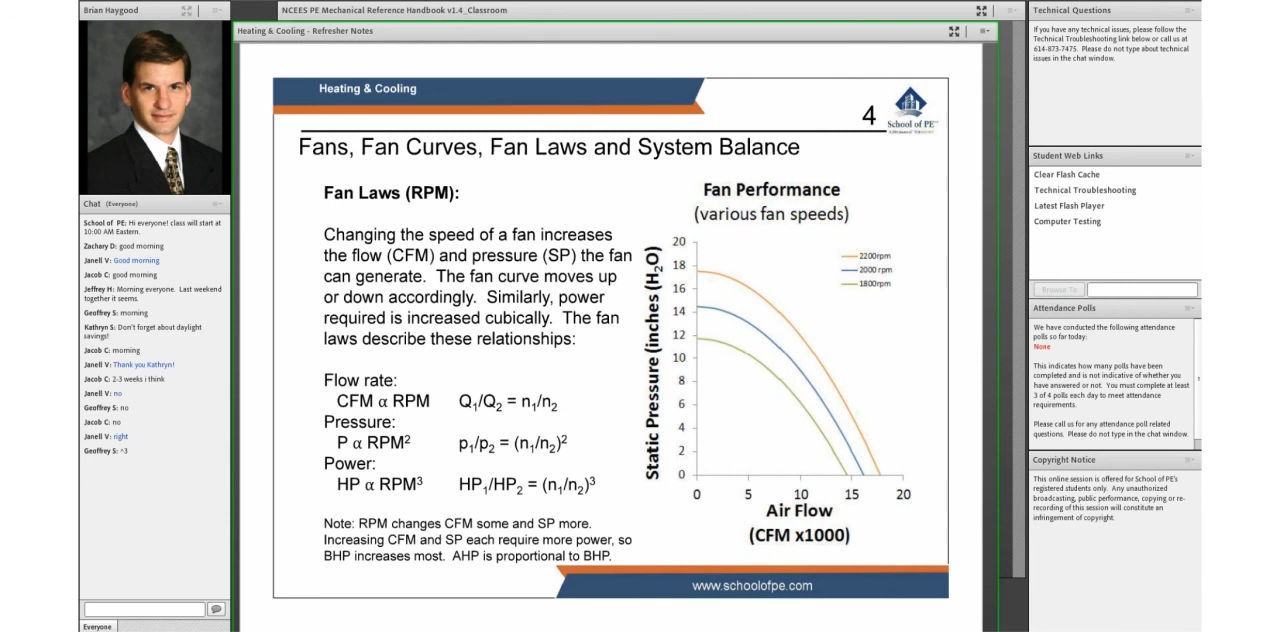 Brian Haygood
NCEES PE Mechanical Reference Handbook v1.4_Classroom
Heating & Cooling - Refresher Notes
Chat (Everyone)
School of PE: Hi everyone! class will start at
10:00 AM Eastern.
Zachary D: good morning
Janell V: Good morning
Jacob C: good morning
Jeffrey H: Morning everyone. Last weekend
together it seems.
Geoffrey S: morning
Kathryn S: Don't forget about daylight
savings!
Jacob C: morning
Janell V: Thank you Kathryn!
Jacob C: 2-3 weeks i think
Janell V: no
Geoffrey S: no
Jacob C: no
Janell V: right
Geoffrey S: ^3
Everyone
Heating & Cooling
4
School of PE
Fans, Fan Curves, Fan Laws and System Balance
Fan Laws (RPM):
Changing the speed of a fan increases
the flow (CFM) and pressure (SP) the fan
can generate. The fan curve moves up
or down accordingly. Similarly, power
required is increased cubically. The fan
laws describe these relationships:
Flow rate:
CFM α RPM Q₁/Q₂ = n₁/n₂
Pressure:
P α RPM² p₁/p₂ = (n₁/n₂)²
Power:
HP α RPM³ HP₁/HP₂ = (n₁/n₂)³
Note: RPM changes CFM some and SP more.
Increasing CFM and SP each require more power, so
BHP increases most. AHP is proportional to BHP.
Fan Performance
(various fan speeds)
Static Pressure (inches (H₂O)
20
18
16
14
12
10
8
6
4
2
0
2200rpm
2000 rpm
1800rpm
0 5 10 15 20
Air Flow
(CFM x1000)
www.schoolofpe.com
Technical Questions
If you have any technical issues, please follow the
Technical Troubleshooting link below or call us at
614-873-7475. Please do not type about technical
issues in the chat window.
Student Web Links
Clear Flash Cache
Technical Troubleshooting
Latest Flash Player
Computer Testing
Browse To
Attendance Polls
We have conducted the following attendance
polls so far today:
None
This indicates how many polls have been
completed and is not indicative of whether you
have answered or not. You must complete at least
3 of 4 polls each day to meet attendance
requirements.
Please call us for any attendance poll related
questions. Please do not type in the chat window.
Copyright Notice
This online session is offered for School of PE's
registered students only. Any unauthorized
broadcasting, public performance, copying or re-
recording of this session will constitute an
infringement of copyright.